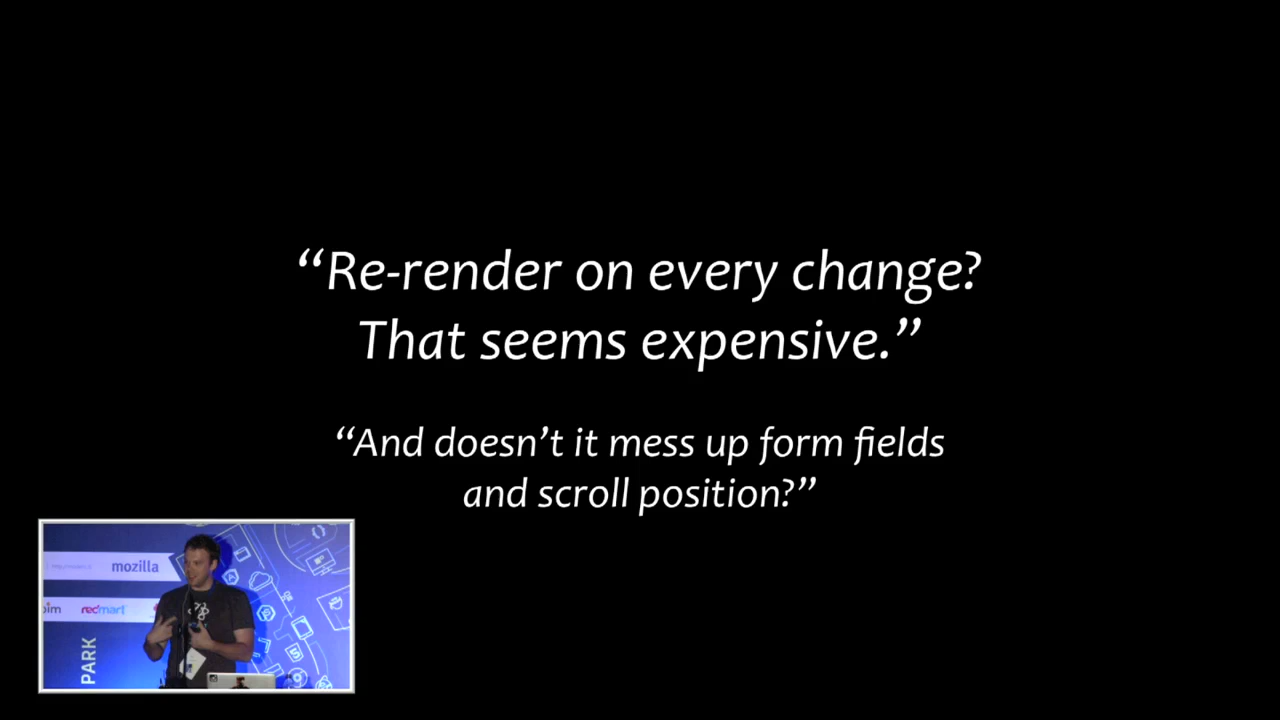 “Re-render on every change?
That seems expensive.”
“And doesn’t it mess up form fields
and scroll position?”
mozilla
redmart
PARK